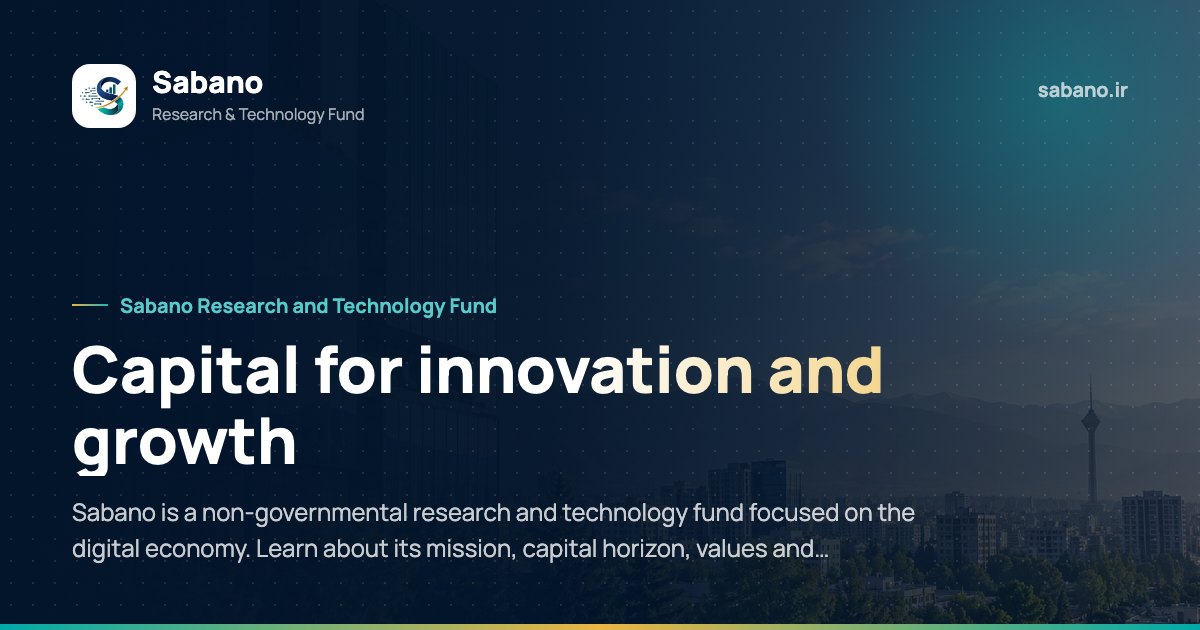 Sabano
Research & Technology Fund
sabano.ir
Sabano Research and Technology Fund
Capital for innovation and
growth
Sabano is a non-governmental research and technology fund focused on the
digital economy. Learn about its mission, capital horizon, values and…